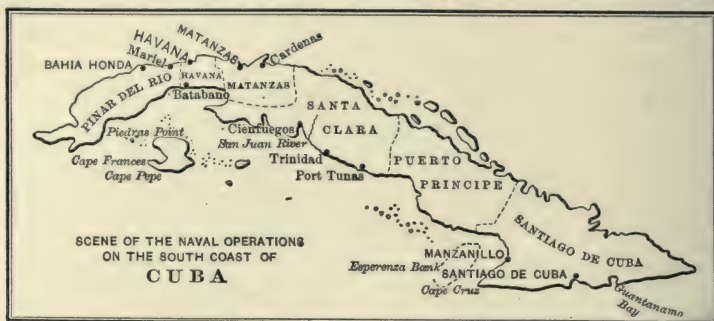 MATANZAS
HAVANA
Cardenas
Mariel
BAHIA HONDA
HAVANA
MATANZAS
PINAR DEL RIO
Batabano
SANTA
CLARA
Piedras Point
Cienfuegos
San Juan River
Cape Frances
Trinidad
Cape Pepe
Port Tunas
PUERTO
PRINCIPE
SCENE OF THE NAVAL OPERATIONS
ON THE SOUTH COAST OF
CUBA
SANTIAGO DE CUBA
MANZANILLO
Esperenza Bank
SANTIAGO DE CUBA
Cape Cruz
Guantanamo
Bay